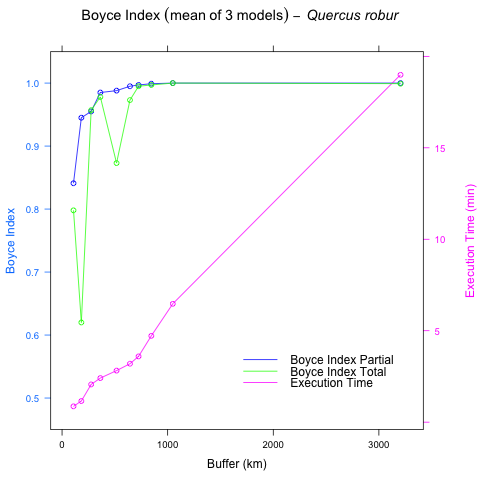 Boyce Index (mean of 3 models) – Quercus robur
1.0
0.9
0.8
0.7
0.6
0.5
Boyce Index
15
10
5
Execution Time (min)
Boyce Index Partial
Boyce Index Total
Execution Time
0
1000
2000
3000
Buffer (km)